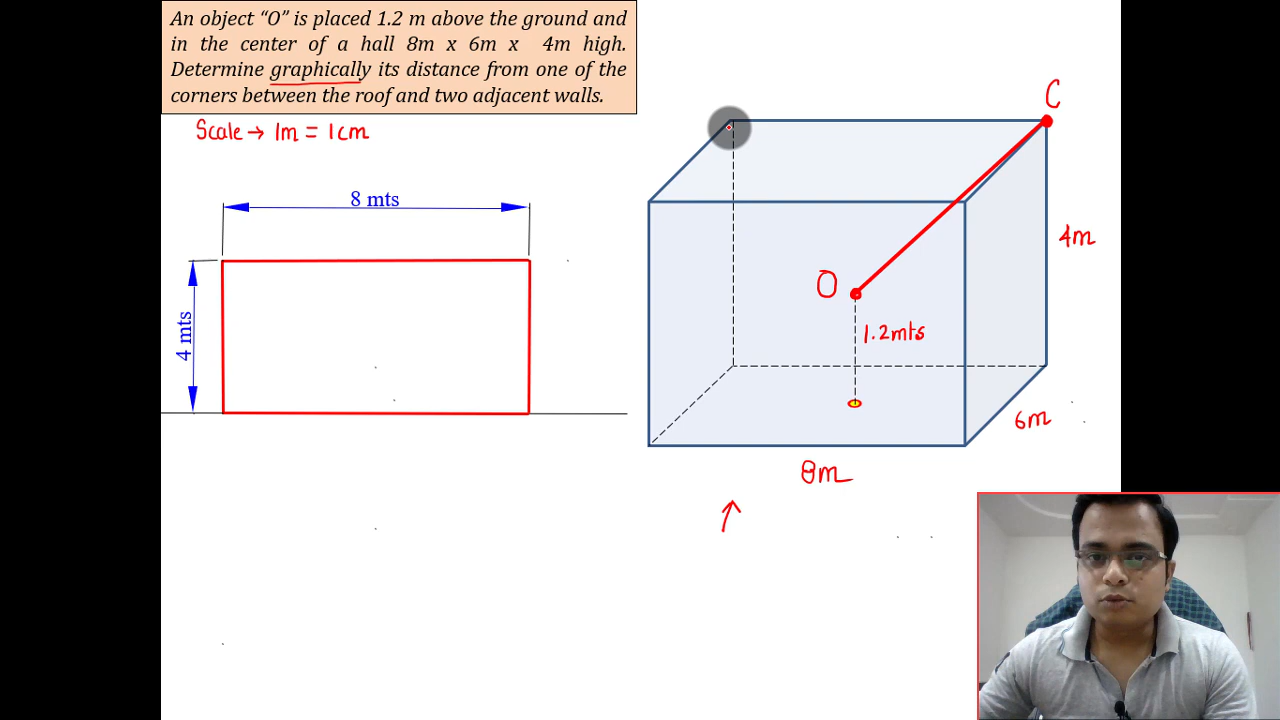 An object “O” is placed 1.2 m above the ground and
in the center of a hall 8m x 6m x 4m high.
Determine graphically its distance from one of the
corners between the roof and two adjacent walls.
Scale → 1m = 1cm
8 mts
4 mts
C
4m
O
1.2mts
6m
8m